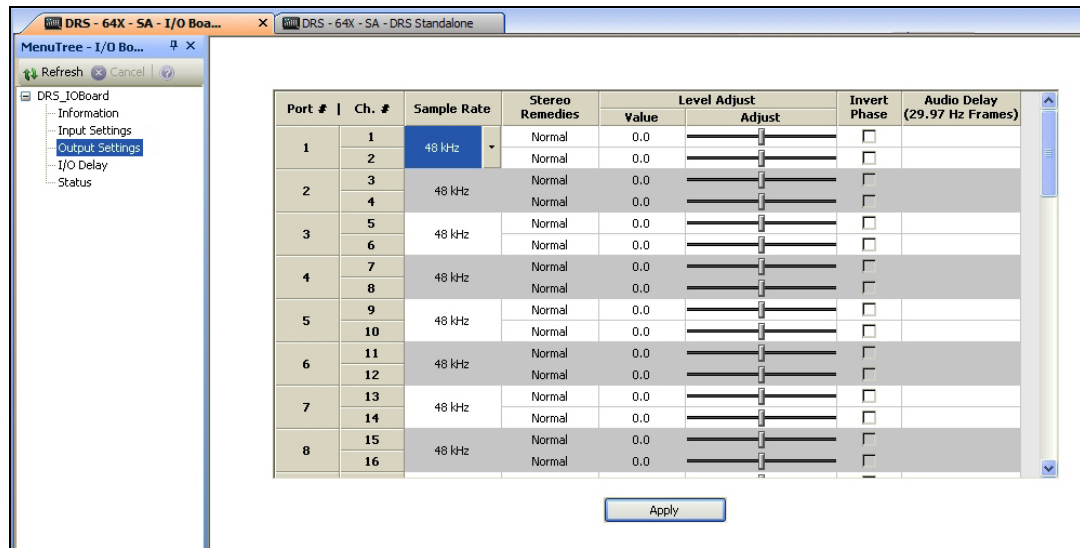 DRS - 64X - SA - I/O Boa...
DRS - 64X - SA - DRS Standalone
MenuTree - I/O Bo...
Refresh Cancel
DRS_IOBoard
Information
Input Settings
Output Settings
I/O Delay
Status
Port # | Ch. # Sample Rate Stereo Remedies Level Adjust Value Adjust Invert Phase Audio Delay (29.97 Hz Frames)
1 1 48 kHz Normal 0.0
2 Normal 0.0
2 3 48 kHz Normal 0.0
4 Normal 0.0
3 5 48 kHz Normal 0.0
6 Normal 0.0
4 7 48 kHz Normal 0.0
8 Normal 0.0
5 9 48 kHz Normal 0.0
10 Normal 0.0
6 11 48 kHz Normal 0.0
12 Normal 0.0
7 13 48 kHz Normal 0.0
14 Normal 0.0
8 15 48 kHz Normal 0.0
16 Normal 0.0
Apply